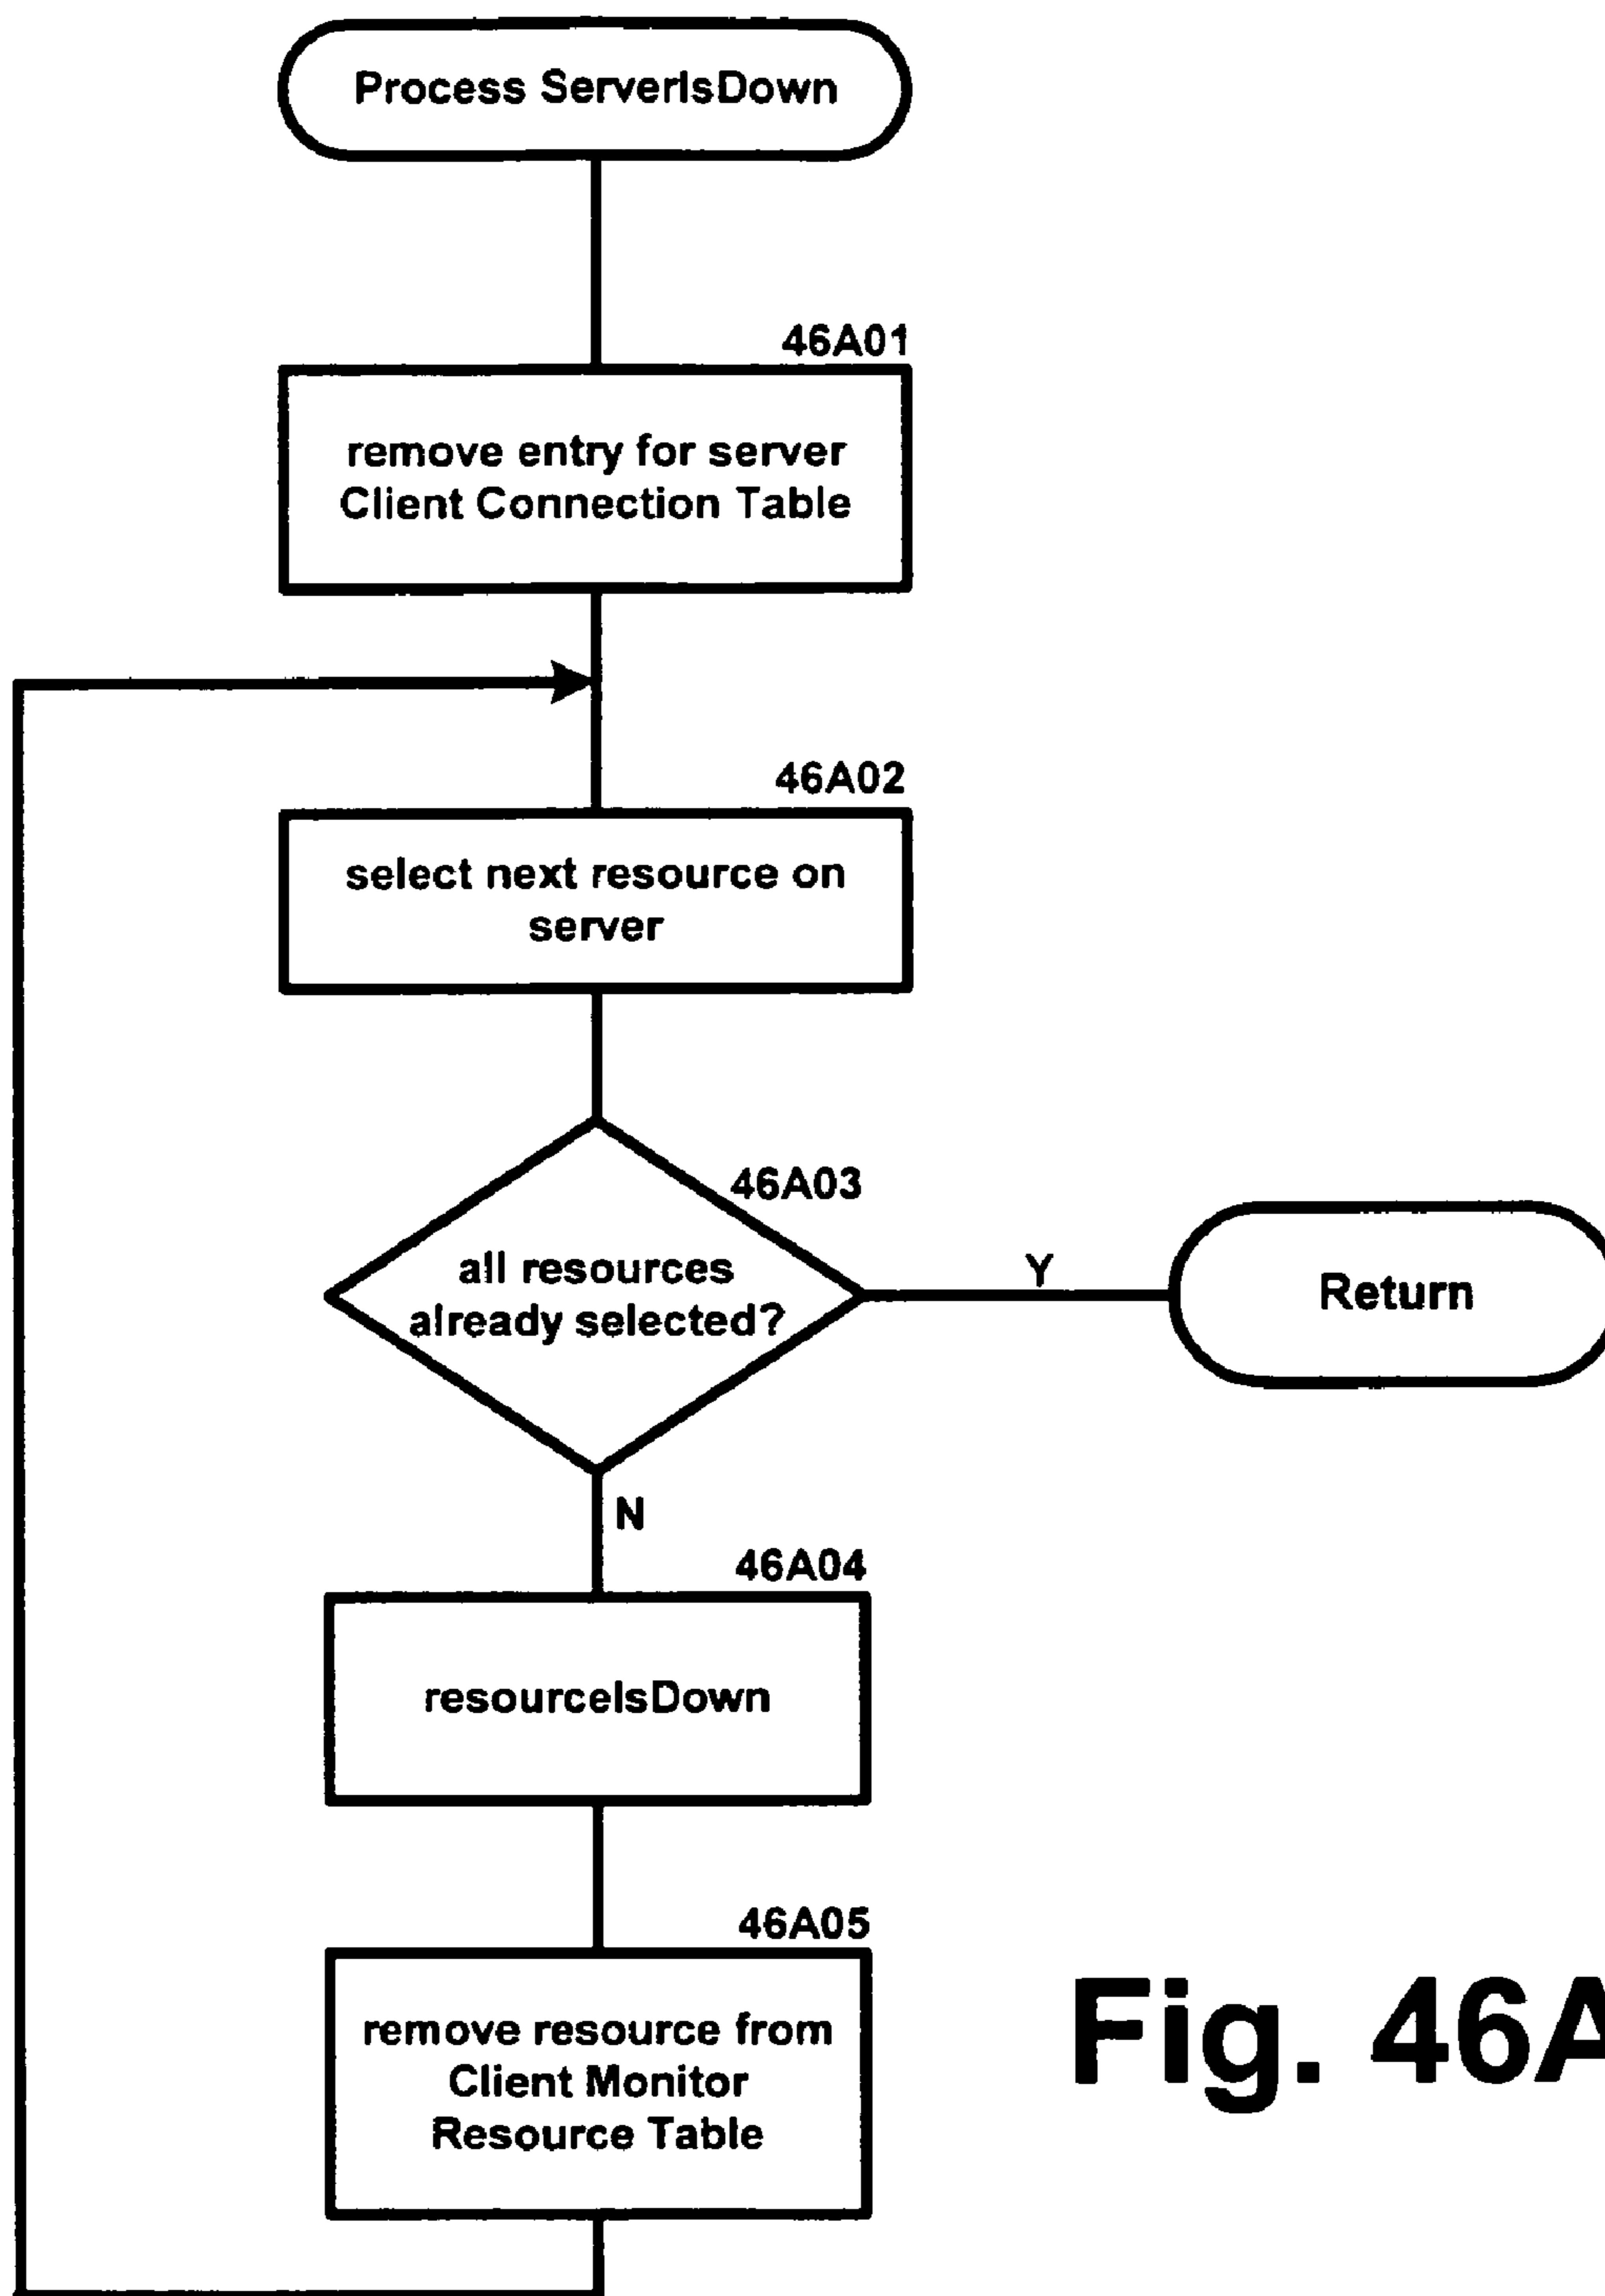 Process ServerIsDown
46A01
remove entry for server
Client Connection Table
46A02
select next resource on
server
46A03
all resources
already selected?
Y
Return
N
46A04
resourceIsDown
46A05
remove resource from
Client Monitor
Resource Table
Fig. 46A